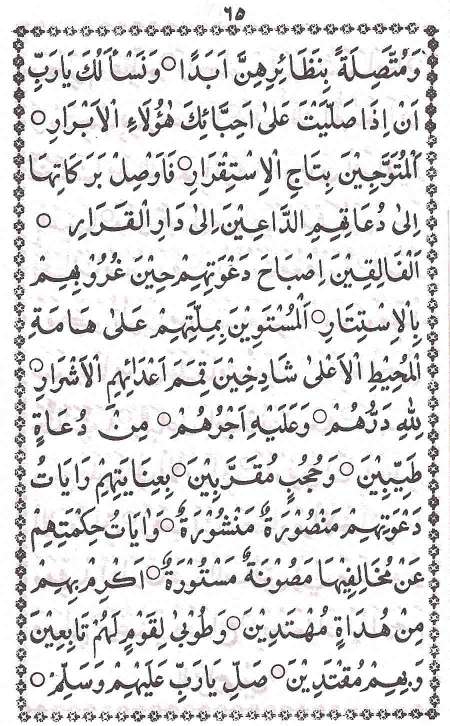 ٦٥
وَمُتَّصِلَةً بِنَظَائِرِهِنَّ اَبَدًا ○ وَنَسْأَلُكَ يَارَبِّ
اَنْ اِذَا صَلَّيْتَ عَلٰى اَحِبَّائِكَ هٰؤُلَاءِ الْاَبْرَارِ ○
اَلْمُتَوَّجِيْنَ بِتَاجِ الْاِسْتِقْرَارِ ○ فَاَوْصِلْ بَرَكَاتِهَا
اِلٰى دُعَاتِهِمِ الدَّاعِيْنَ اِلٰى دَارِ الْقَرَارِ ○
اَلْفَالِقِيْنَ اِصْبَاحَ دَعْوَتِهِمْ حِيْنَ غُرُوْبِهِمْ
بِالْاِسْتِتَارِ ○ اَلْمُسْتَوِيْنَ بِمِلَّتِهِمْ عَلٰى هَامَةِ
الْمُحِيْطِ الْاَعْلٰى شَادِخِيْنَ قِمَمَ اَعْدَائِهِمِ الْاَشْرَارِ ○
لِلّٰهِ دَرُّهُمْ ○ وَعَلَيْهِ اَجْرُهُمْ ○ مِنْ دُعَاةٍ
طَيِّبِيْنَ ○ وَحُجُبٍ مُقَرَّبِيْنَ ○ بِعِنَايَتِهِمْ رَايَاتُ
دَعْوَتِهِمْ مَنْصُوْرَةٌ مَنْشُوْرَةٌ ○ وَاٰيَاتُ حِكْمَتِهِمْ
عَنْ مُخَالِفِيْهَا مَصُوْنَةٌ مَسْتُوْرَةٌ ○ اَكْرِمْ بِهِمْ
مِنْ هُدَاةٍ مُهْتَدِيْنَ ○ وَطُوْبٰى لِقَوْمٍ لَهُمْ تَابِعِيْنَ
وَبِهِمْ مُقْتَدِيْنَ ○ صَلِّ يَارَبِّ عَلَيْهِمْ وَسَلِّمْ ○